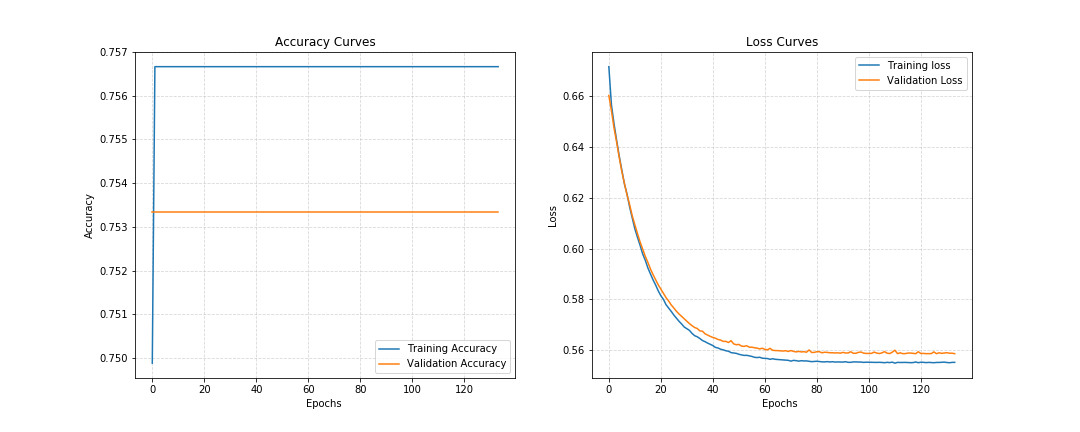 Accuracy Curves
0.757
0.756
0.755
0.754
0.753
0.752
0.751
0.750
Accuracy
0 20 40 60 80 100 120
Epochs
Training Accuracy
Validation Accuracy
Loss Curves
0.66
0.64
0.62
0.60
0.58
0.56
Loss
0 20 40 60 80 100 120
Epochs
Training loss
Validation Loss